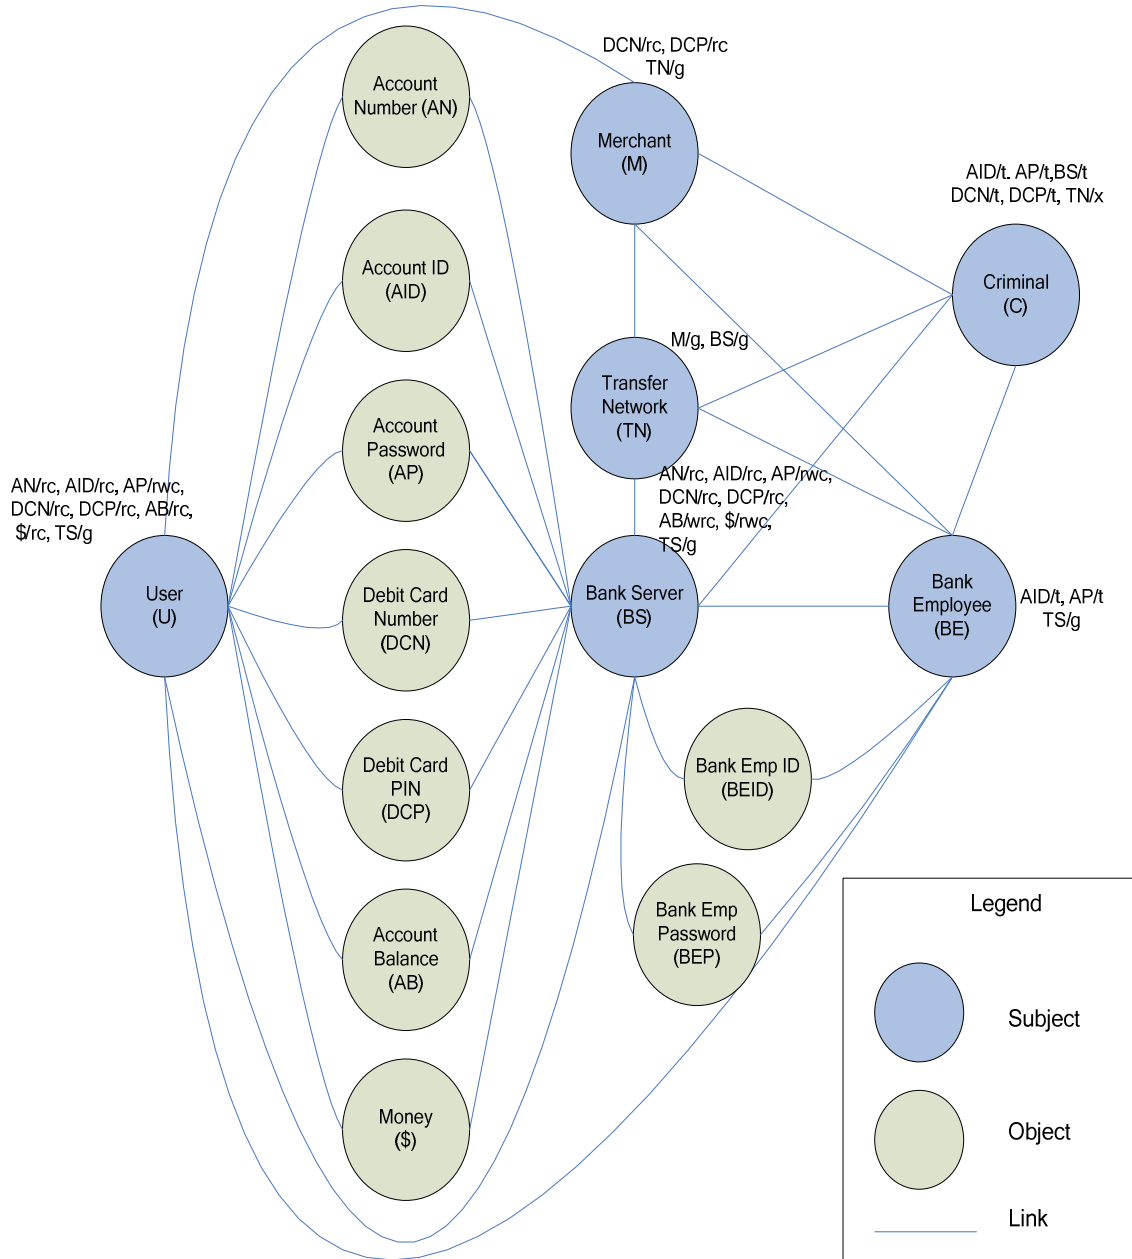 Account
Number (AN)
DCN/rc, DCP/rc
TN/g
Merchant
(M)
AID/t. AP/t,BS/t
DCN/t, DCP/t, TN/x
Account ID
(AID)
Criminal
(C)
M/g, BS/g
Transfer
Network
(TN)
Account
Password
(AP)
AN/rc, AID/rc, AP/rwc,
DCN/rc, DCP/rc, AB/rc,
$/rc, TS/g
AN/rc, AID/rc, AP/rwc,
DCN/rc, DCP/rc,
AB/wrc, $/rwc,
TS/g
User
(U)
Debit Card
Number
(DCN)
Bank Server
(BS)
Bank
Employee
(BE)
AID/t, AP/t
TS/g
Debit Card
PIN
(DCP)
Bank Emp ID
(BEID)
Bank Emp
Password
(BEP)
Account
Balance
(AB)
Money
($)
Legend
Subject
Object
Link